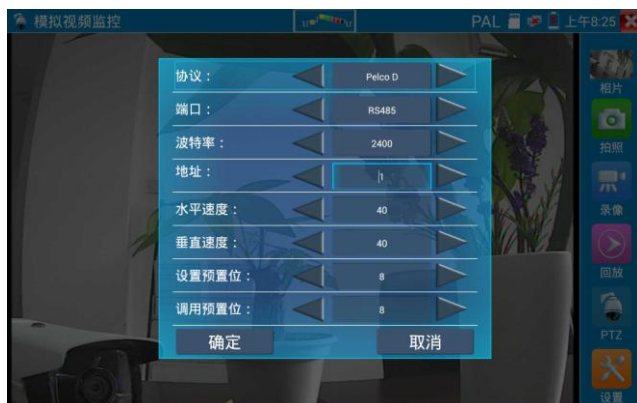 模拟视频监控 PAL 上午8:25
协议： Pelco D
端口： RS485
波特率： 2400
地址： 1
水平速度： 40
垂直速度： 40
设置预置位： 8
调用预置位： 8
确定 取消
相片
拍照
录像
回放
PTZ
设置